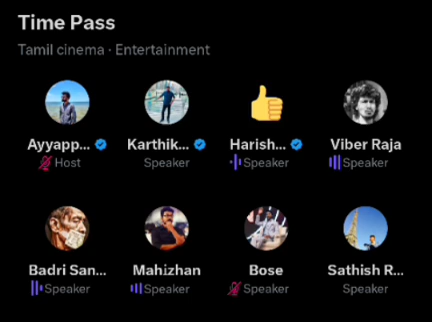 Time Pass
Tamil cinema · Entertainment
Ayyapp... Karthik... Harish... Viber Raja
Host Speaker Speaker Speaker
Badri San... Mahizhan Bose Sathish R...
Speaker Speaker Speaker Speaker